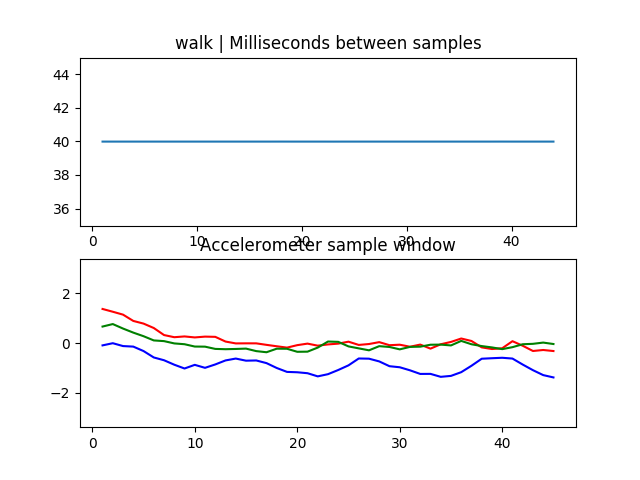 walk | Milliseconds between samples
44
42
40
38
36
0 10 20 30 40
Accelerometer sample window
2
0
−2
0 10 20 30 40